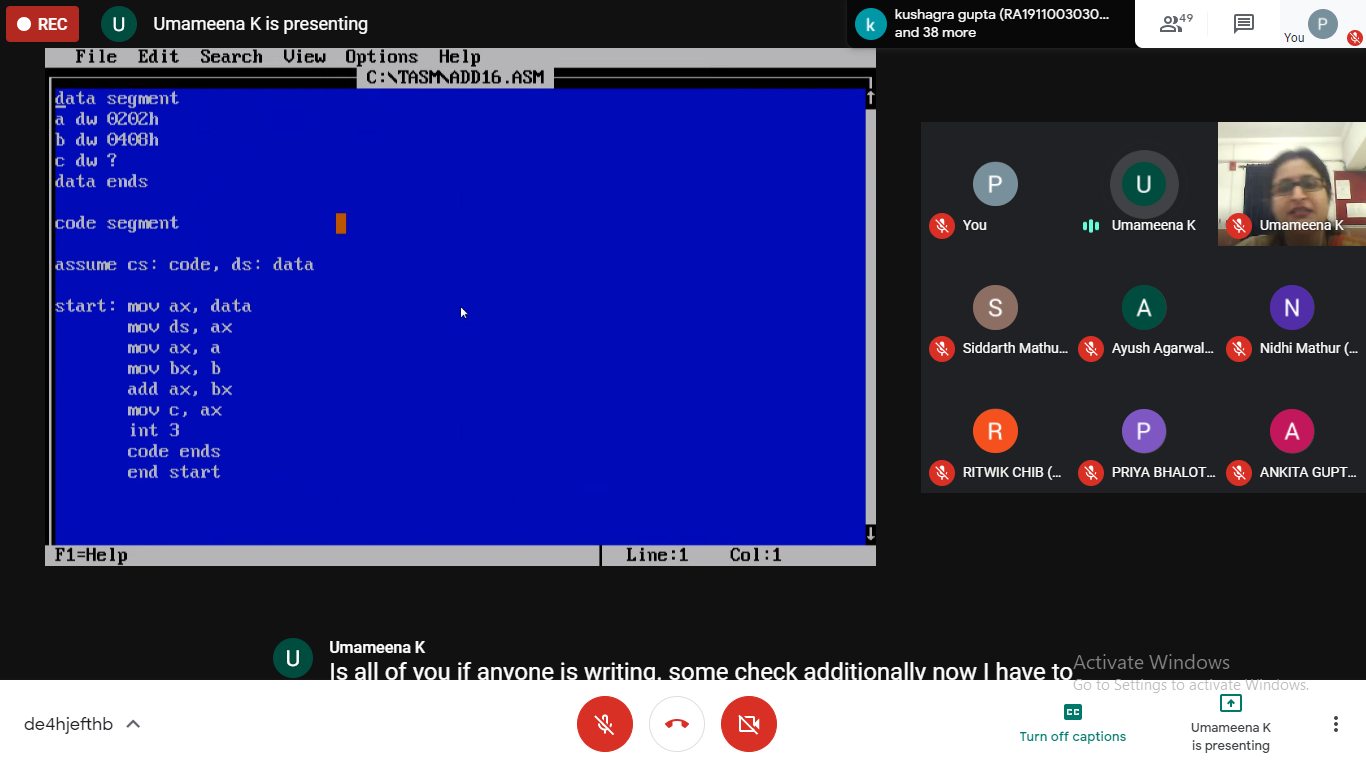 REC
U
Umameena K is presenting
k
kushagra gupta (RA1911003030...
and 38 more
49
P
You
File Edit Search View Options Help
C:\TASM\ADD16.ASM
data segment
a dw 0202h
b dw 0408h
c dw ?
data ends
code segment
assume cs: code, ds: data
start: mov ax, data
mov ds, ax
mov ax, a
mov bx, b
add ax, bx
mov c, ax
int 3
code ends
end start
F1=Help
Line:1 Col:1
P
You
U
Umameena K
Umameena K
S
Siddarth Mathu...
A
Ayush Agarwal...
N
Nidhi Mathur (...
R
RITWIK CHIB (...
P
PRIYA BHALOT...
A
ANKITA GUPT...
U
Umameena K
Is all of you if anyone is writing. some check additionally now I have to
Activate Windows
Go to Settings to activate Windows.
de4hjefthb
CC
Turn off captions
Umameena K
is presenting